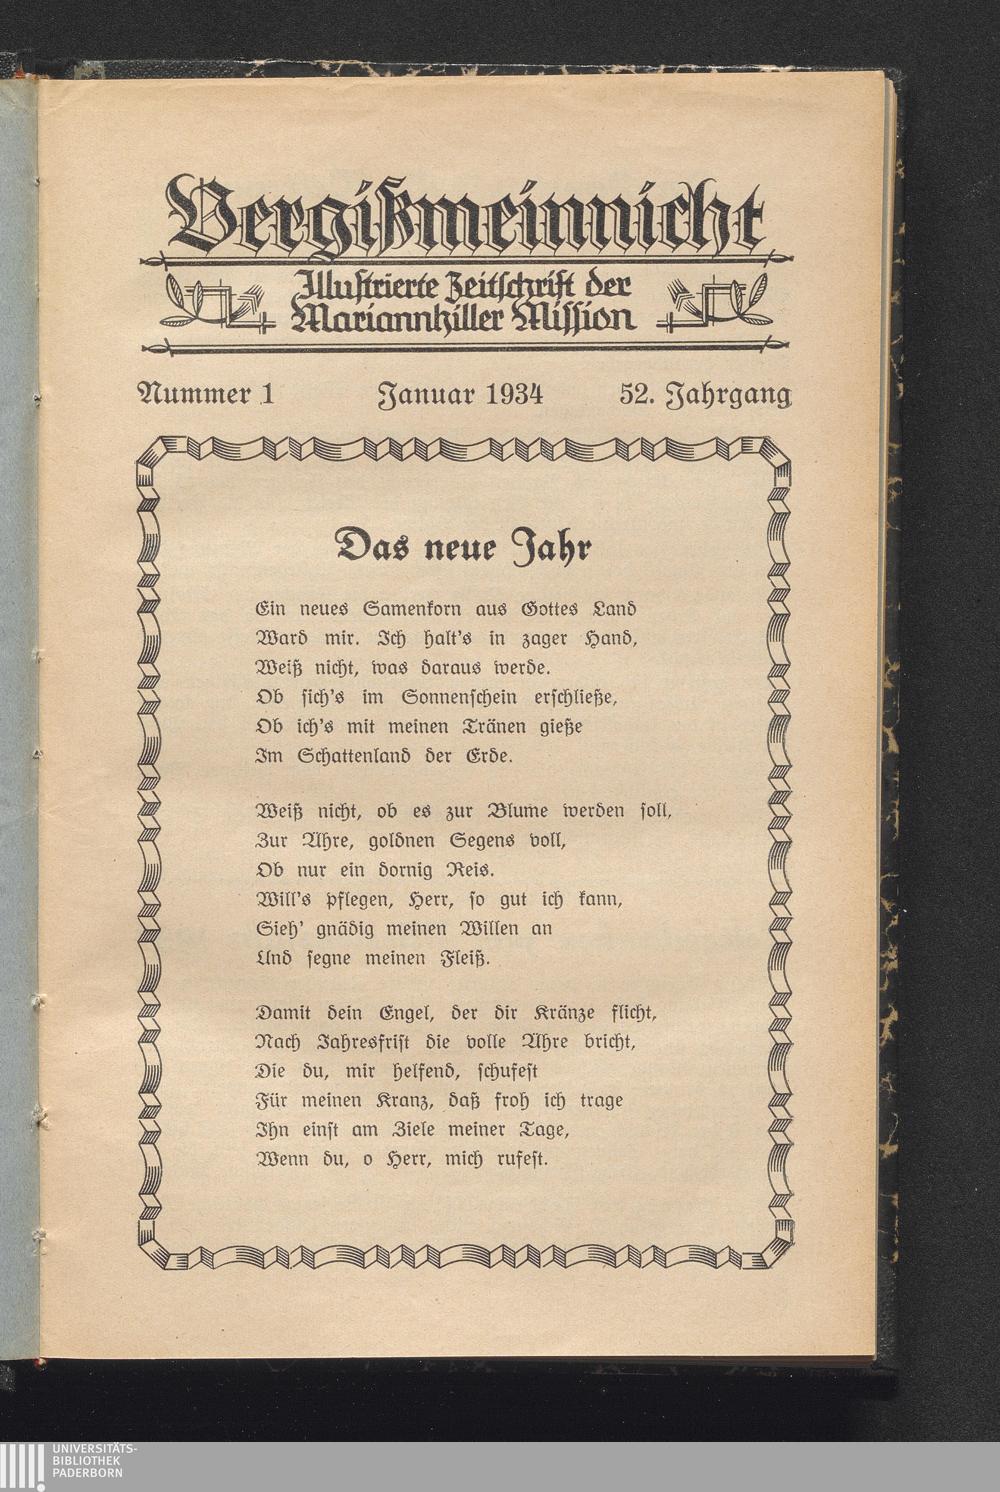 Vergißmeinnicht
Illustrierte Zeitschrift der
Mariannhiller Mission
Nummer 1 Januar 1934 52. Jahrgang
Das neue Jahr
Ein neues Samenkorn aus Gottes Land
Ward mir. Ich halt's in zager Hand,
Weiß nicht, was daraus werde.
Ob sich's im Sonnenschein erschließe,
Ob ich's mit meinen Tränen gieße
Im Schattenland der Erde.
Weiß nicht, ob es zur Blume werden soll,
Zur Ähre, goldnen Segens voll,
Ob nur ein dornig Reis.
Will's pflegen, Herr, so gut ich kann,
Sieh' gnädig meinen Willen an
Und segne meinen Fleiß.
Damit dein Engel, der dir Kränze flicht,
Nach Jahresfrist die volle Ähre bricht,
Die du, mir helfend, schufest
Für meinen Kranz, daß froh ich trage
Ihn einst am Ziele meiner Tage,
Wenn du, o Herr, mich rufest.
UNIVERSITÄTS-
BIBLIOTHEK
PADERBORN